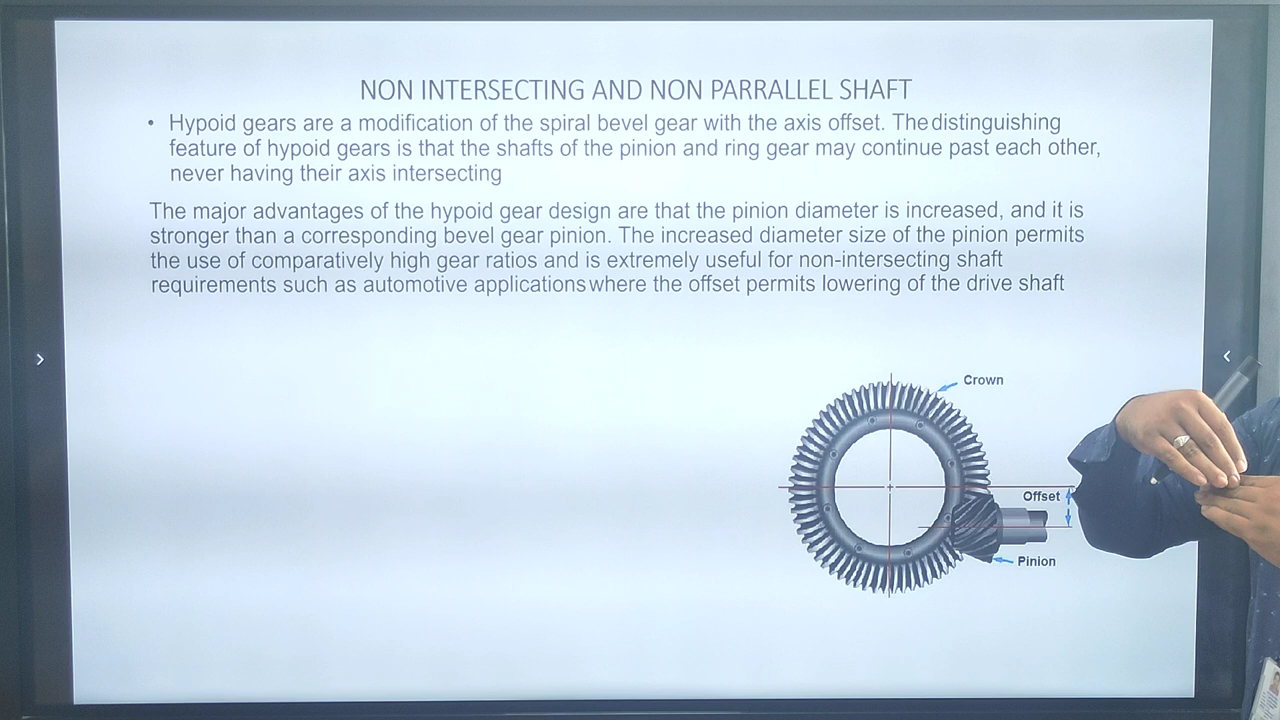 NON INTERSECTING AND NON PARRALLEL SHAFT
• Hypoid gears are a modification of the spiral bevel gear with the axis offset. The distinguishing
feature of hypoid gears is that the shafts of the pinion and ring gear may continue past each other,
never having their axis intersecting
The major advantages of the hypoid gear design are that the pinion diameter is increased, and it is
stronger than a corresponding bevel gear pinion. The increased diameter size of the pinion permits
the use of comparatively high gear ratios and is extremely useful for non-intersecting shaft
requirements such as automotive applications where the offset permits lowering of the drive shaft
Crown
Offset
Pinion